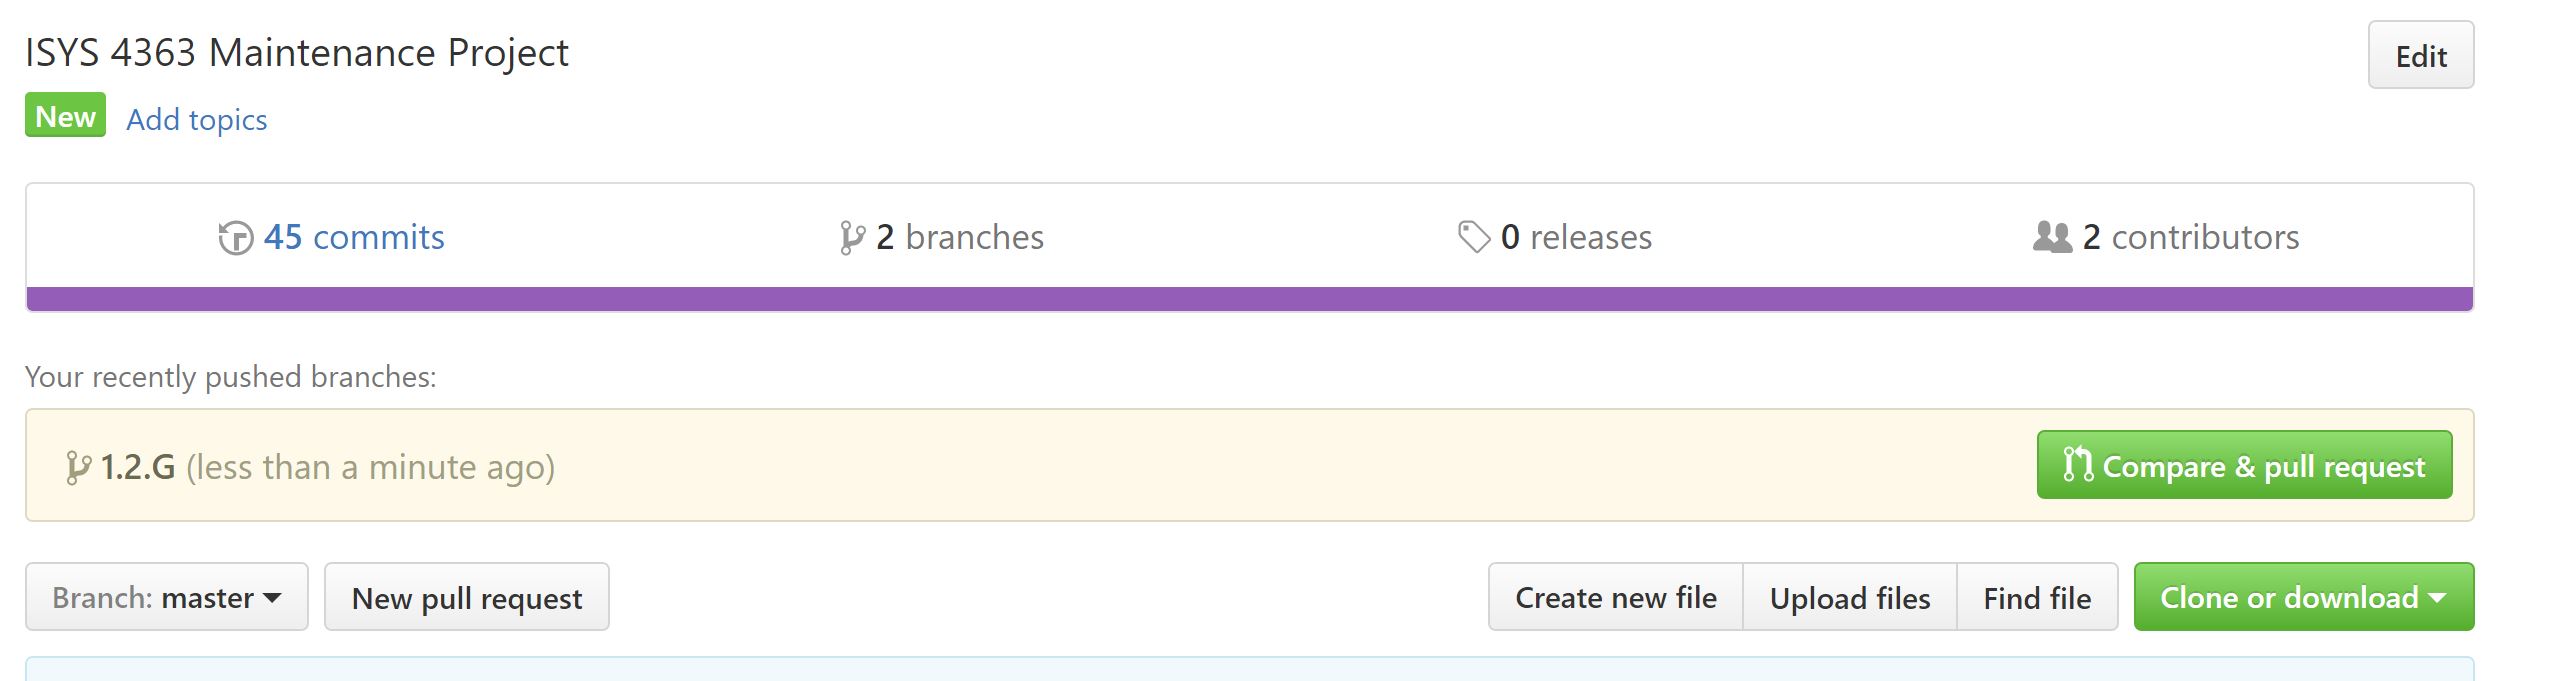 ISYS 4363 Maintenance Project
Edit
New Add topics
45 commits 2 branches 0 releases 2 contributors
Your recently pushed branches:
1.2.G (less than a minute ago) Compare & pull request
Branch: master New pull request Create new file Upload files Find file Clone or download